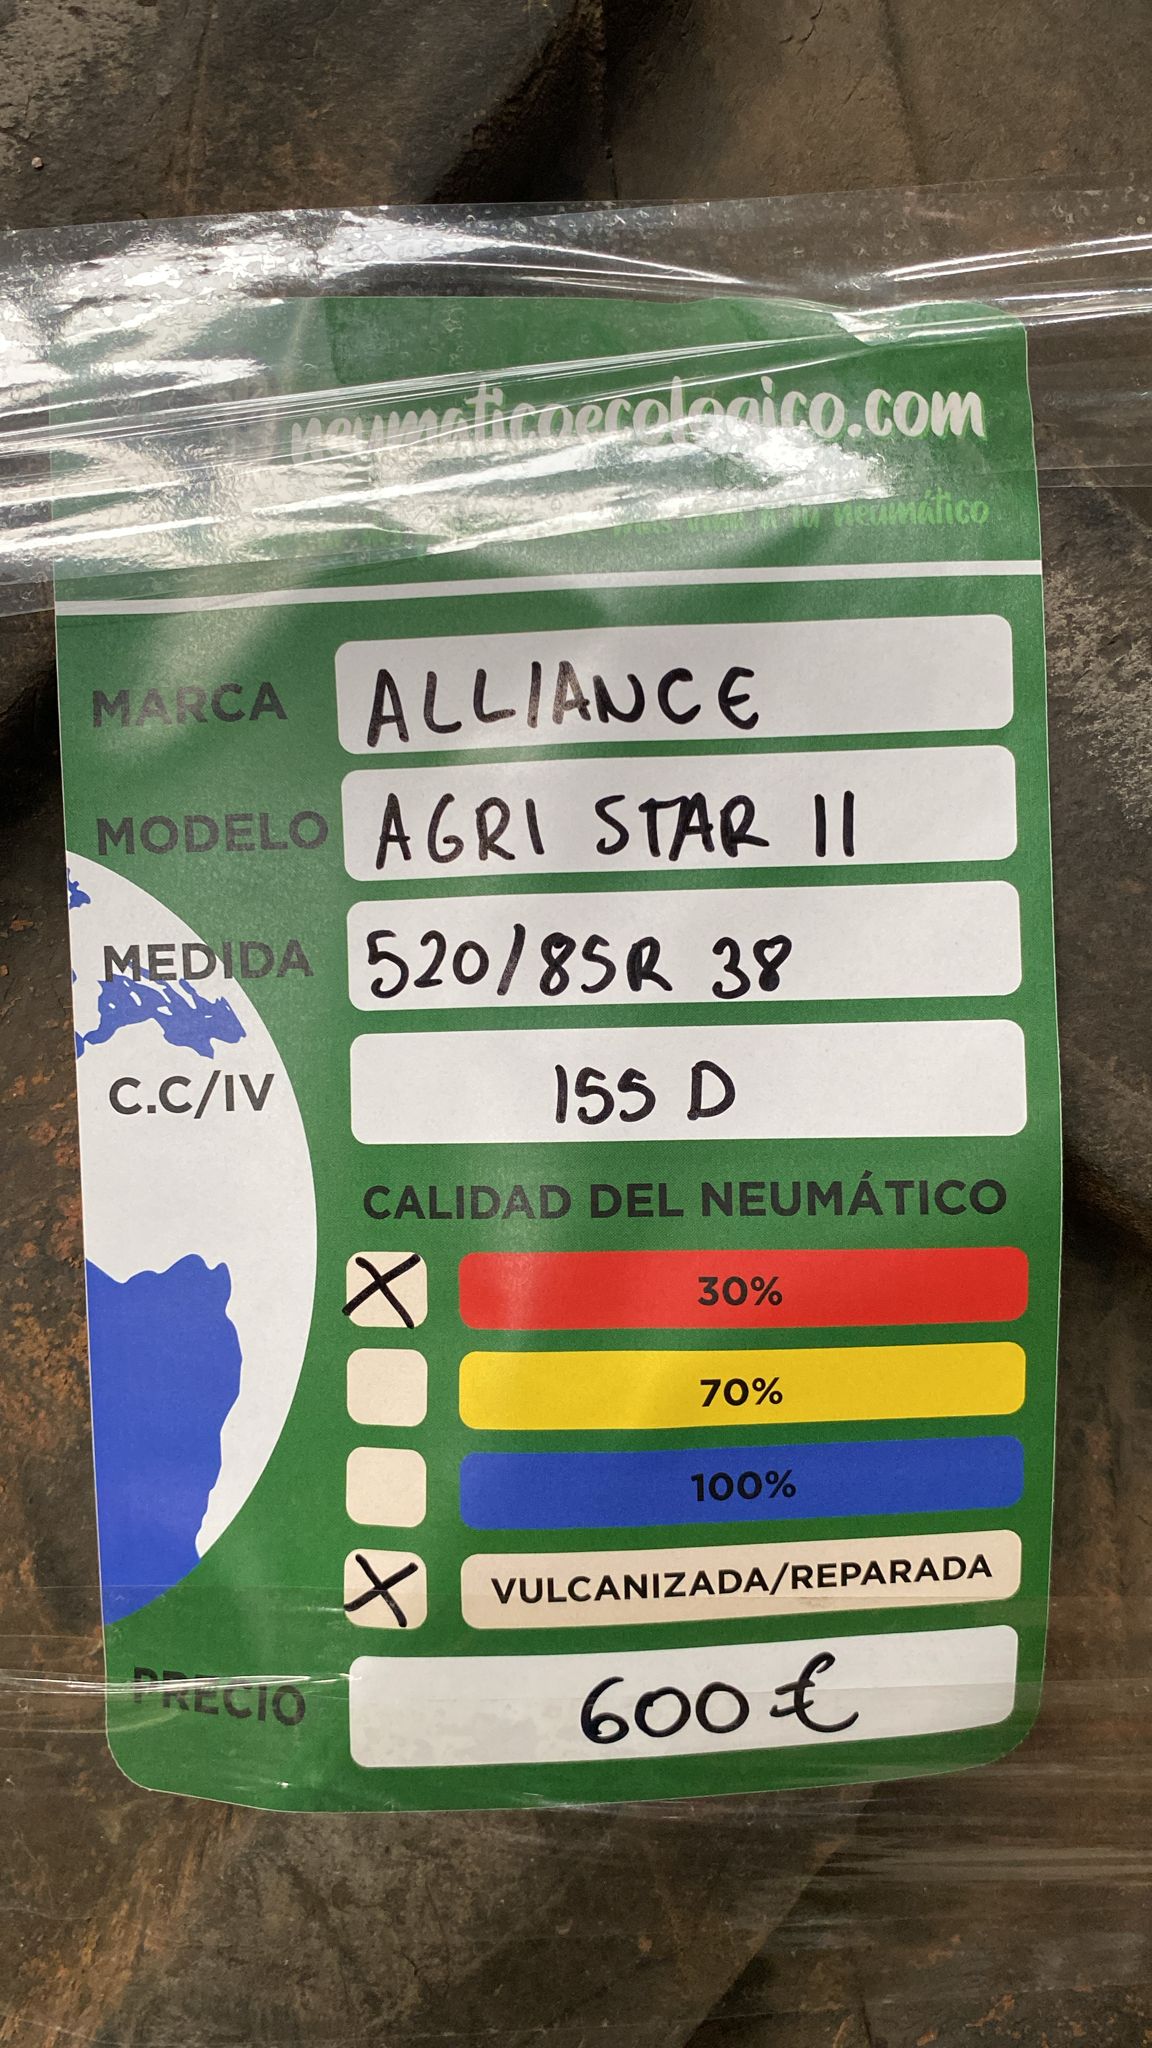 neumaticoecologico.com
neumático
MARCA ALLIANCE
MODELO AGRI STAR II
MEDIDA 520/85R 38
C.C/IV 155 D
CALIDAD DEL NEUMÁTICO
X 30%
70%
100%
X VULCANIZADA/REPARADA
PRECIO 600 €